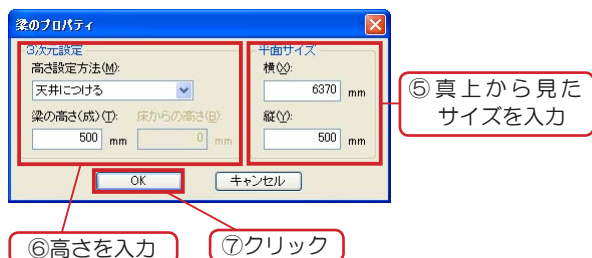 梁のプロパティ
3次元設定
高さ設定方法(M):
天井につける
梁の高さ(成)(T):
床からの高さ(B):
500 mm
0 mm
平面サイズ
横(X):
6370 mm
縦(Y):
500 mm
OK
キャンセル
⑤真上から見た
サイズを入力
⑥高さを入力
⑦クリック